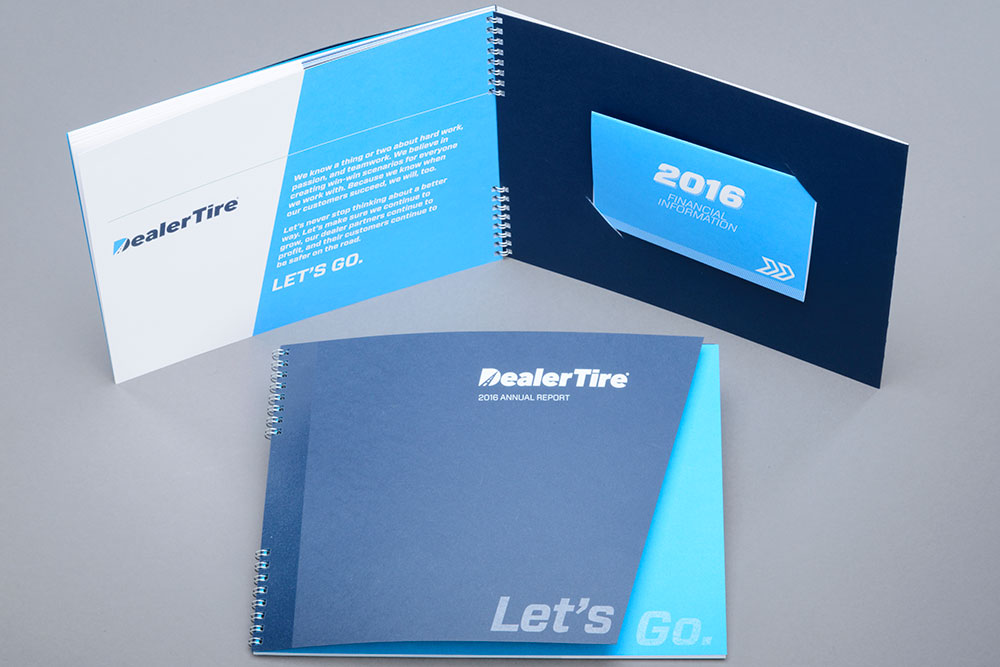 DealerTire®
We know a thing or two about hard work,
passion, and teamwork. We believe in
creating win-win scenarios for everyone
we work with. Because we know when
our customers succeed, we will, too.
Let's never stop thinking about a better
way. Let's make sure we continue to
grow, our dealer partners continue to
profit, and their customers continue to
be safer on the road.
LET'S GO.
2016
FINANCIAL
INFORMATION
DealerTire®
2016 ANNUAL REPORT
Let's Go.